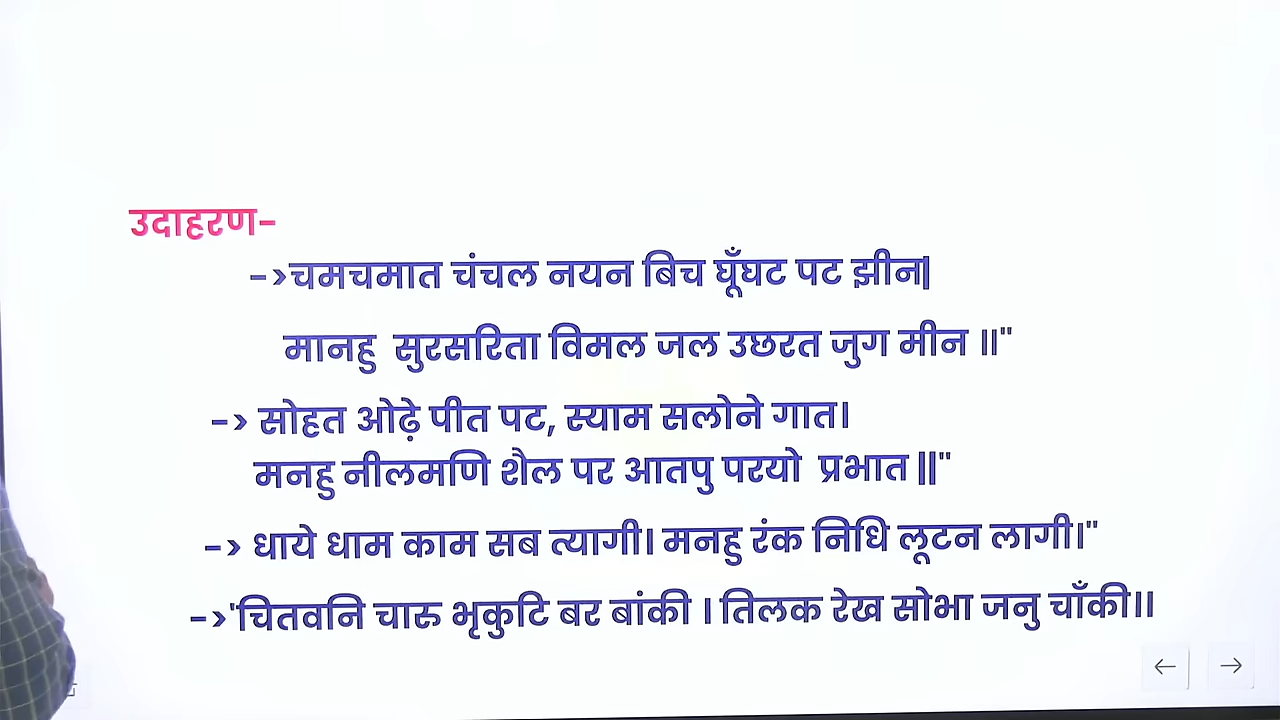 उदाहरण-
->चमचमात चंचल नयन बिच घूँघट पट झीन|
मानहु सुरसरिता विमल जल उछरत जुग मीन ।।"
-> सोहत ओढ़े पीत पट, स्याम सलोने गात।
मनहु नीलमणि शैल पर आतपु परयो प्रभात ||"
-> धाये धाम काम सब त्यागी। मनहु रंक निधि लूटन लागी।"
->'चितवनि चारु भृकुटि बर बांकी । तिलक रेख सोभा जनु चाँकी।।